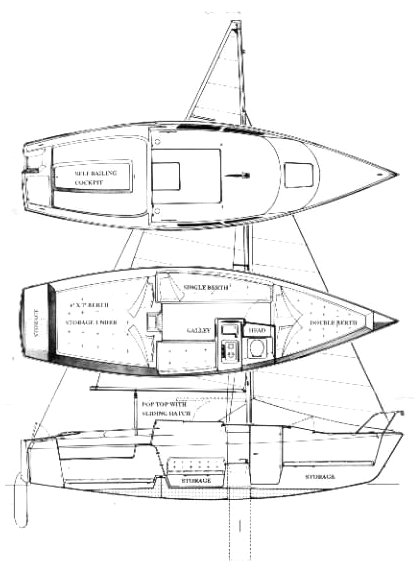 SELF BAILING
COCKPIT
STORAGE
6' X 7' BERTH
STORAGE UNDER
SINGLE BERTH
GALLEY
HEAD
DOUBLE BERTH
POP TOP WITH
SLIDING HATCH
STORAGE
STORAGE